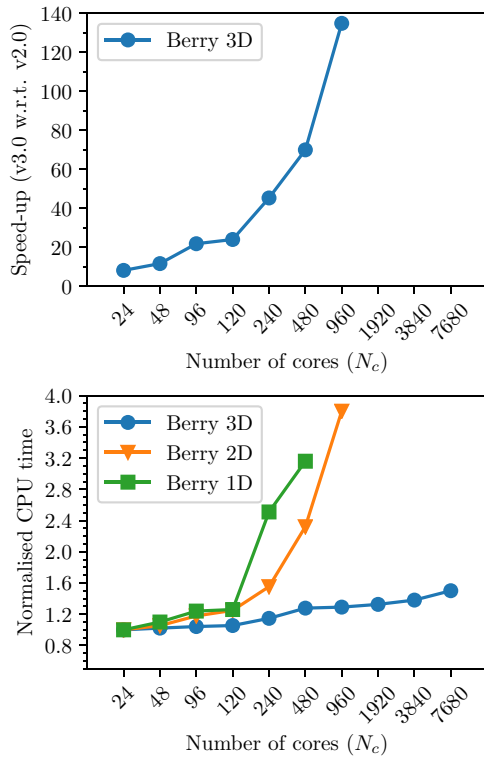 Speed-up (v3.0 w.r.t. v2.0)
140
120
100
80
60
40
20
0
Berry 3D
24 48 96 120 240 480 960 1920 3840 7680
Number of cores (N_c)
Normalised CPU time
4.0
3.6
3.2
2.8
2.4
2.0
1.6
1.2
0.8
Berry 3D
Berry 2D
Berry 1D
24 48 96 120 240 480 960 1920 3840 7680
Number of cores (N_c)